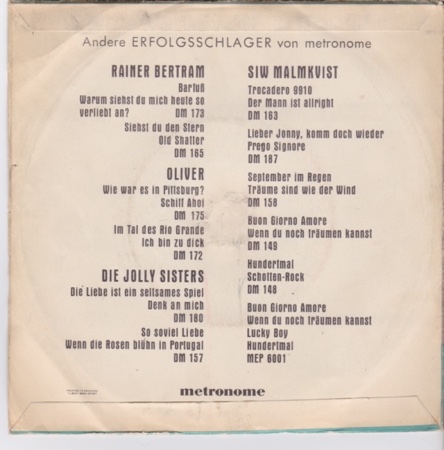 Andere ERFOLGSSCHLAGER von metronome
RAINER BERTRAM
Barfuß
Warum siehst du mich heute so
verliebt an? DM 173
Siehst du den Stern
Old Shatter
DM 165
OLIVER
Wie war es in Pittsburg?
Schiff Ahoi
DM 175
Im Tal des Rio Grande
Ich bin zu dick
DM 172
DIE JOLLY SISTERS
Die Liebe ist ein seltsames Spiel
Denk an mich
DM 180
So soviel Liebe
Wenn die Rosen blühn in Portugal
DM 157
SIW MALMKVIST
Trocadero 9910
Der Mann ist allright
DM 163
Lieber Jonny, komm doch wieder
Prego Signore
DM 187
September im Regen
Träume sind wie der Wind
DM 158
Buon Giorno Amore
Wenn du noch träumen kannst
DM 149
Hundertmal
Schotten-Rock
DM 148
Buon Giorno Amore
Wenn du noch träumen kannst
Lucky Boy
Hundertmal
MEP 6001
metronome